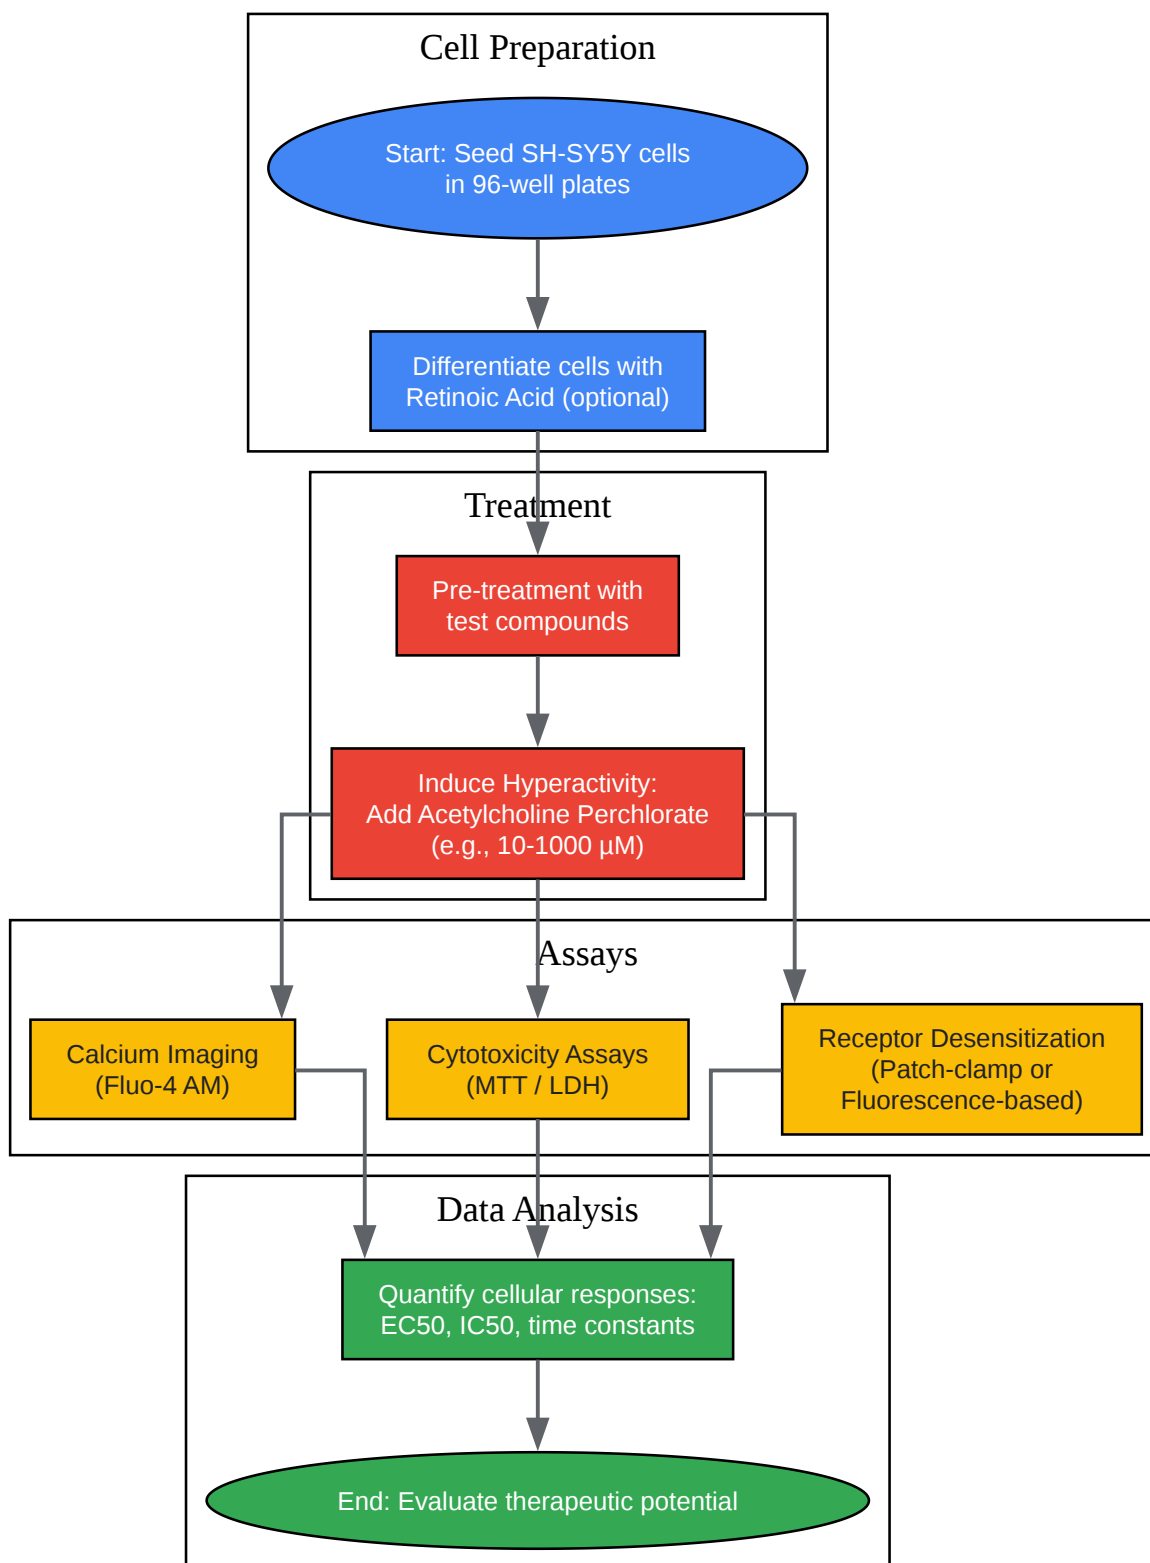 Cell Preparation
Start: Seed SH-SY5Y cells
in 96-well plates
Differentiate cells with
Retinoic Acid (optional)
Treatment
Pre-treatment with
test compounds
Induce Hyperactivity:
Add Acetylcholine Perchlorate
(e.g., 10-1000 µM)
Assays
Calcium Imaging
(Fluo-4 AM)
Cytotoxicity Assays
(MTT / LDH)
Receptor Desensitization
(Patch-clamp or
Fluorescence-based)
Data Analysis
Quantify cellular responses:
EC50, IC50, time constants
End: Evaluate therapeutic potential